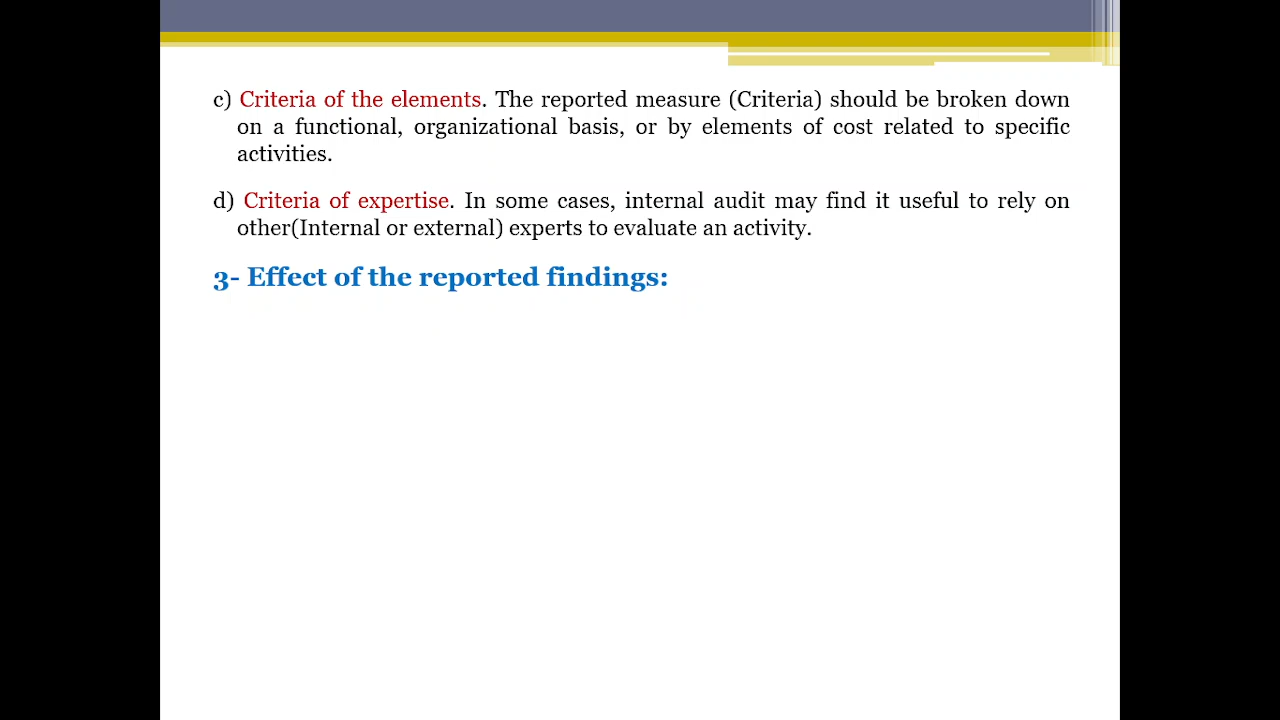 c) Criteria of the elements. The reported measure (Criteria) should be broken down
on a functional, organizational basis, or by elements of cost related to specific
activities.
d) Criteria of expertise. In some cases, internal audit may find it useful to rely on
other(Internal or external) experts to evaluate an activity.
3- Effect of the reported findings: